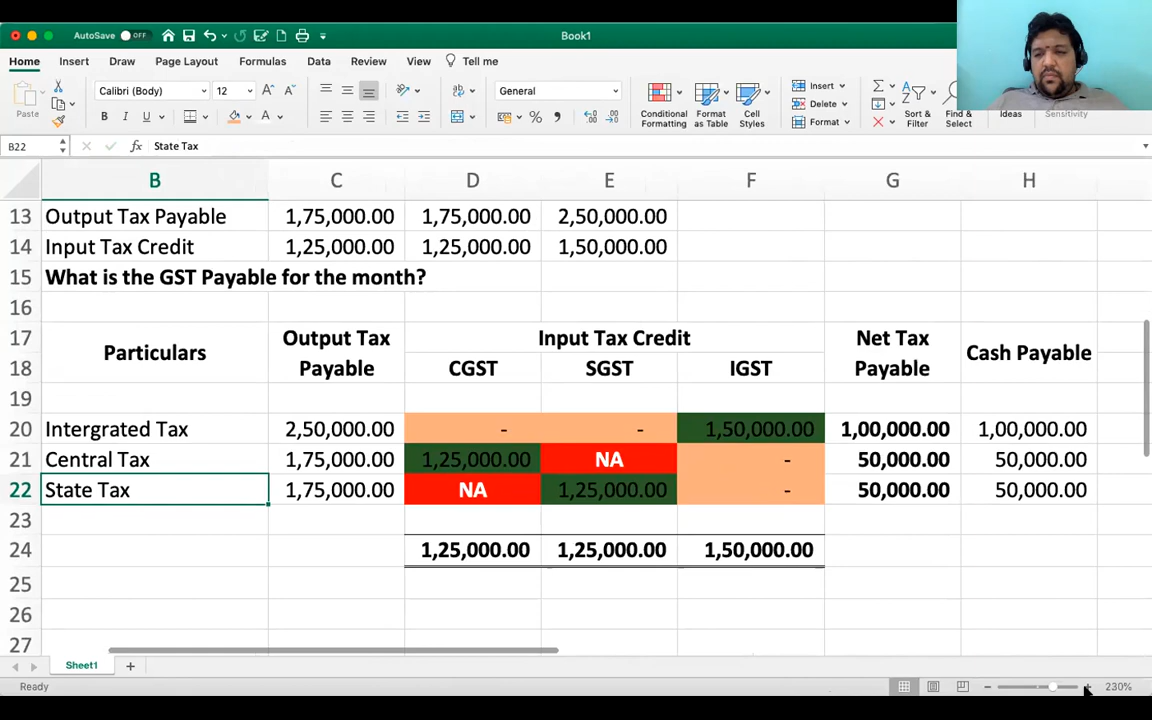 AutoSave OFF Book1
Home Insert Draw Page Layout Formulas Data Review View Tell me
Paste Calibri (Body) 12 General Conditional Formatting Format as Table Cell Styles Insert Delete Format Sort & Filter Find & Select Ideas Sensitivity
B22 fx State Tax
B C D E F G H
13 Output Tax Payable 1,75,000.00 1,75,000.00 2,50,000.00
14 Input Tax Credit 1,25,000.00 1,25,000.00 1,50,000.00
15 What is the GST Payable for the month?
16
17 Particulars Output Tax Input Tax Credit Net Tax Cash Payable
18 Payable CGST SGST IGST Payable
19
20 Intergrated Tax 2,50,000.00 - - 1,50,000.00 1,00,000.00 1,00,000.00
21 Central Tax 1,75,000.00 1,25,000.00 NA - 50,000.00 50,000.00
22 State Tax 1,75,000.00 NA 1,25,000.00 - 50,000.00 50,000.00
23
24 1,25,000.00 1,25,000.00 1,50,000.00
25
26
27
Sheet1
Ready 230%